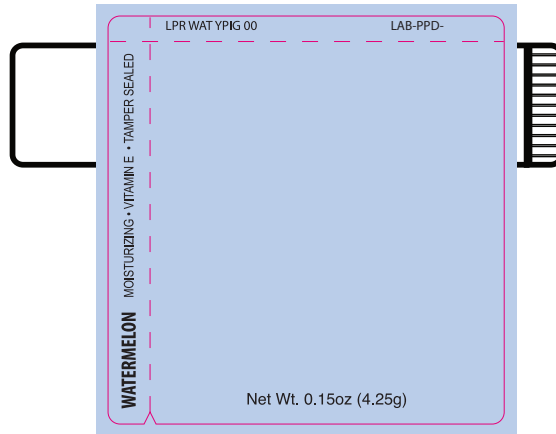 LPR WAT YPIG 00 LAB-PPD-
WATERMELON MOISTURIZING • VITAMIN E • TAMPER SEALED
Net Wt. 0.15oz (4.25g)